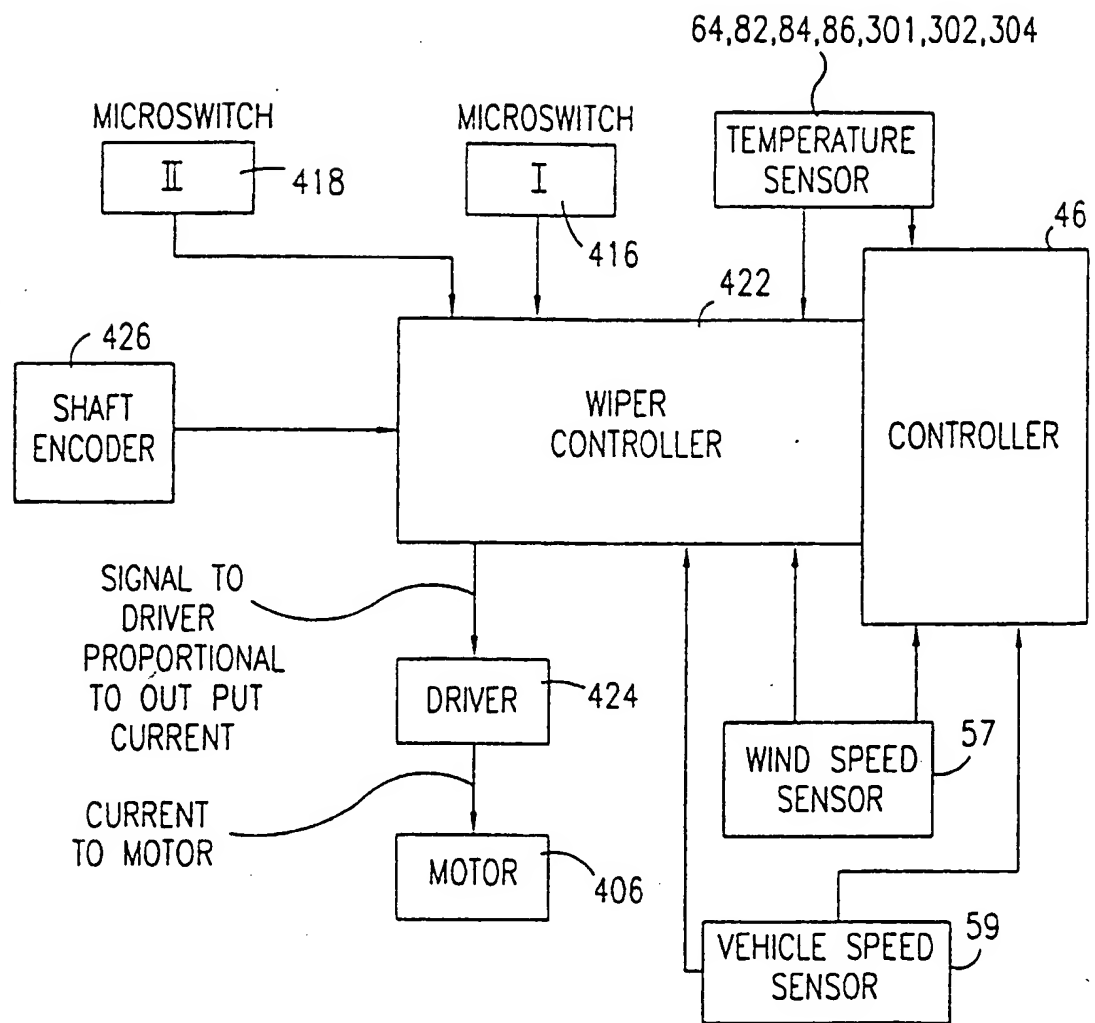 64,82,84,86,301,302,304
MICROSWITCH
II
418
MICROSWITCH
I
416
TEMPERATURE
SENSOR
46
422
426
SHAFT
ENCODER
WIPER
CONTROLLER
CONTROLLER
SIGNAL TO
DRIVER
PROPORTIONAL
TO OUT PUT
CURRENT
DRIVER
424
WIND SPEED
SENSOR
57
CURRENT
TO MOTOR
MOTOR
406
VEHICLE SPEED
SENSOR
59